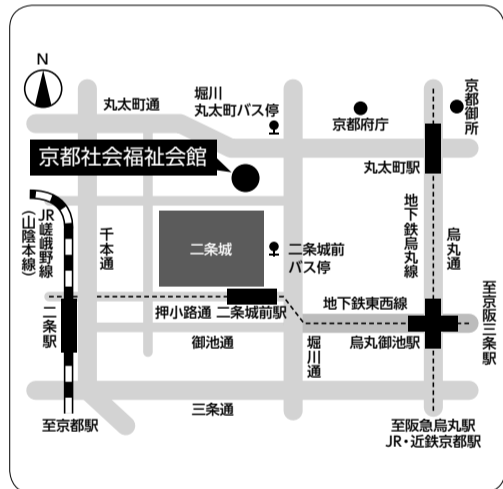 N
丸太町通
堀川
丸太町バス停
京都府庁
京都御所
京都社会福祉会館
丸太町駅
JR嵯峨野線
(山陰本線)
千本通
二条城
二条城前
バス停
地下鉄烏丸線
烏丸通
二条駅
押小路通
二条城前駅
地下鉄東西線
至京阪三条駅
御池通
堀川通
烏丸御池駅
三条通
至京都駅
至阪急烏丸駅
JR・近鉄京都駅